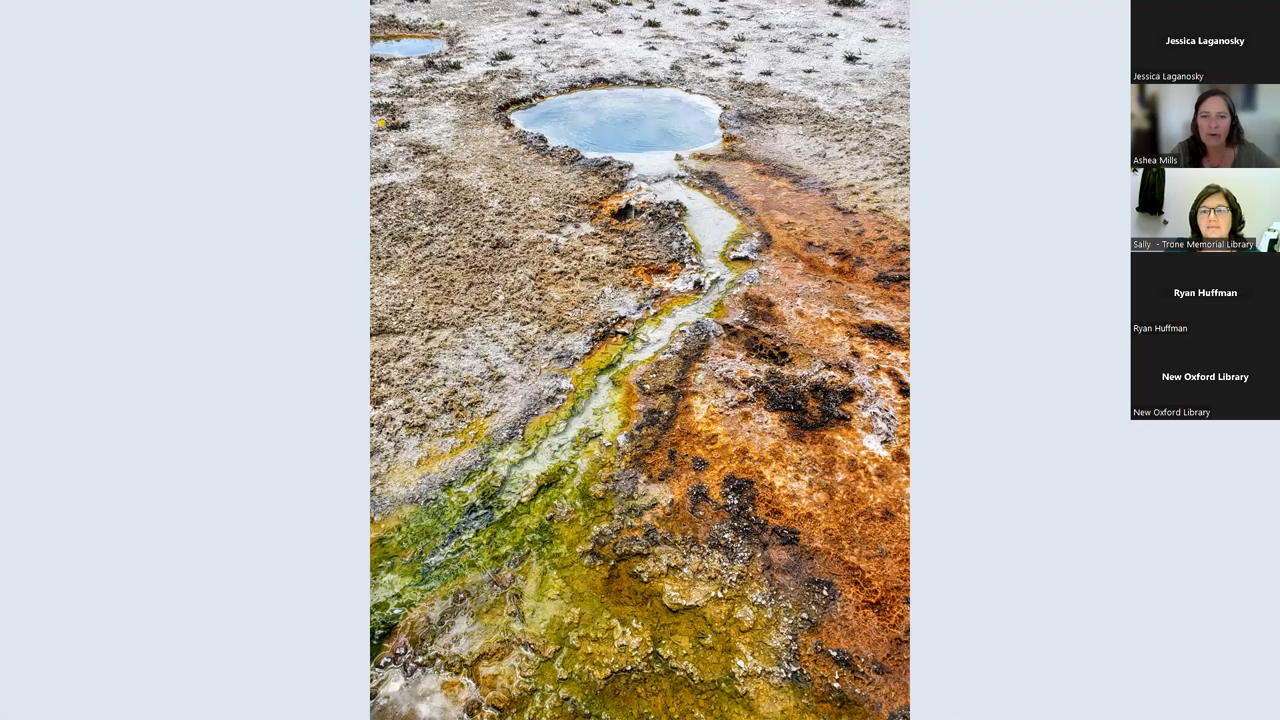 Jessica Laganosky
Jessica Laganosky
Ashea Mills
Sally - Trone Memorial Library
Ryan Huffman
Ryan Huffman
New Oxford Library
New Oxford Library